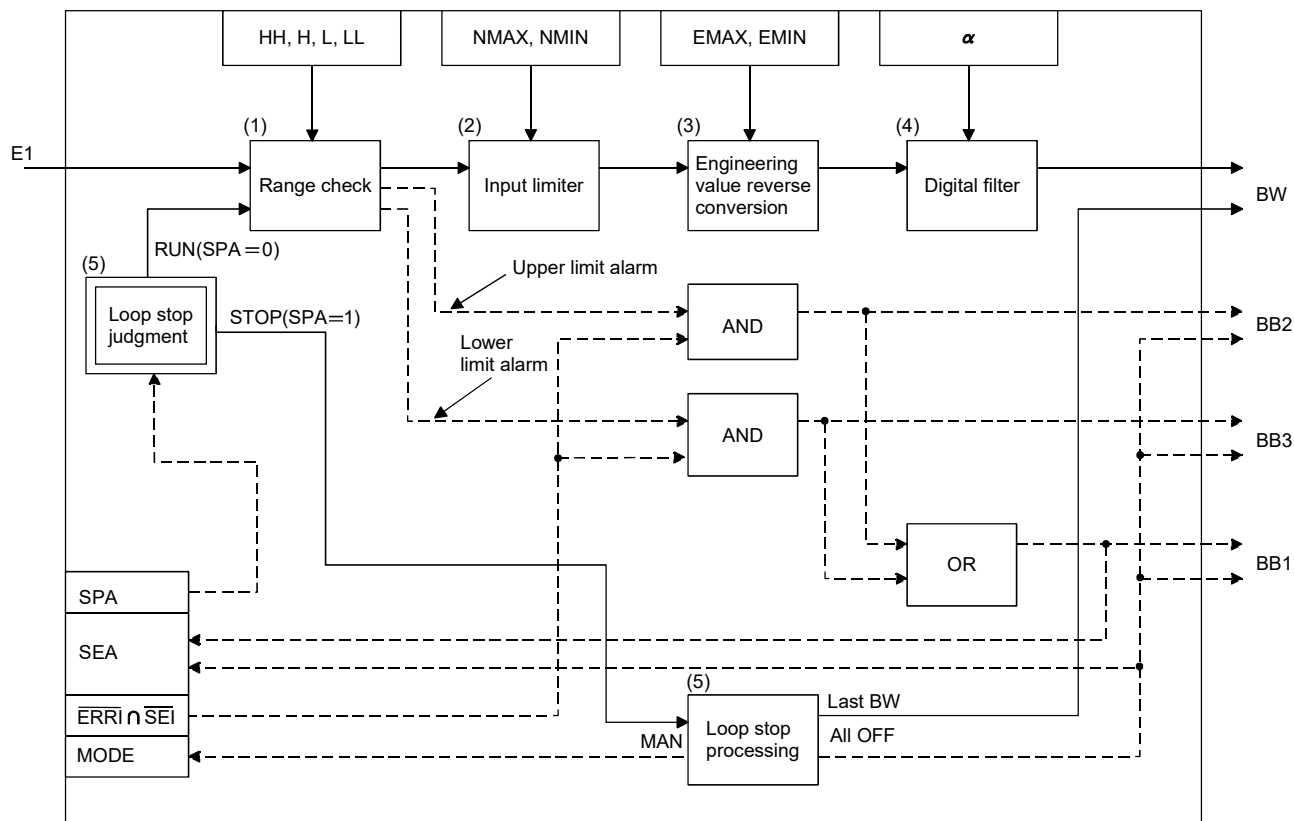 HH, H, L, LL
NMAX, NMIN
EMAX, EMIN
α
(1)
(2)
(3)
(4)
E1
Range check
Input limiter
Engineering
value reverse
conversion
Digital filter
BW
RUN(SPA=0)
(5)
Loop stop
judgment
STOP(SPA=1)
Upper limit alarm
AND
BB2
Lower
limit alarm
AND
BB3
OR
BB1
SPA
SEA
E̅R̅R̅I̅ ∩ S̅E̅I̅
MODE
(5)
MAN
Loop stop
processing
Last BW
All OFF